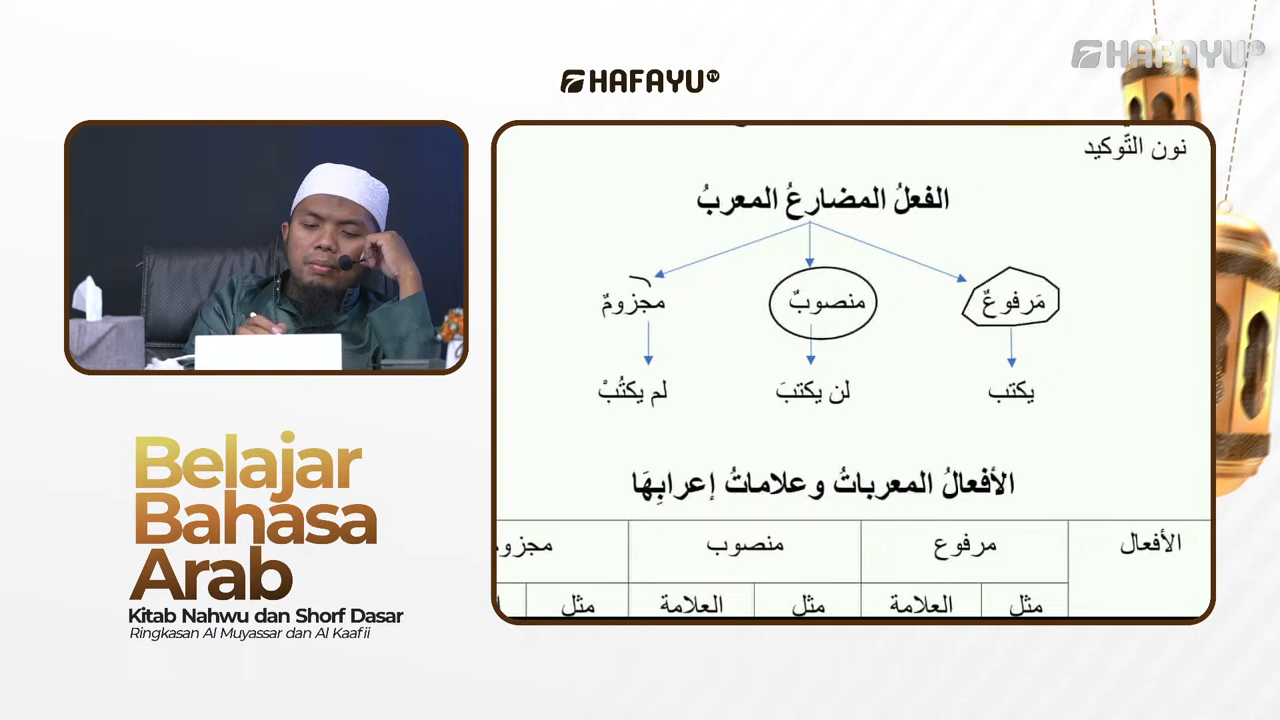 HAFAYU TV
HAFAYU
نون التّوكيد
الفعلُ المضارعُ المعربُ
مَرفوعٌ منصوبٌ مجزومٌ
يكتب لن يكتبَ لم يكتُبْ
الأفعالُ المعرباتُ وعلاماتُ إعرابِهَا
الأفعال مرفوع منصوب
مثل العلامة مثل العلامة مثل
Belajar
Bahasa
Arab
Kitab Nahwu dan Shorf Dasar
Ringkasan Al Muyassar dan Al Kaafii